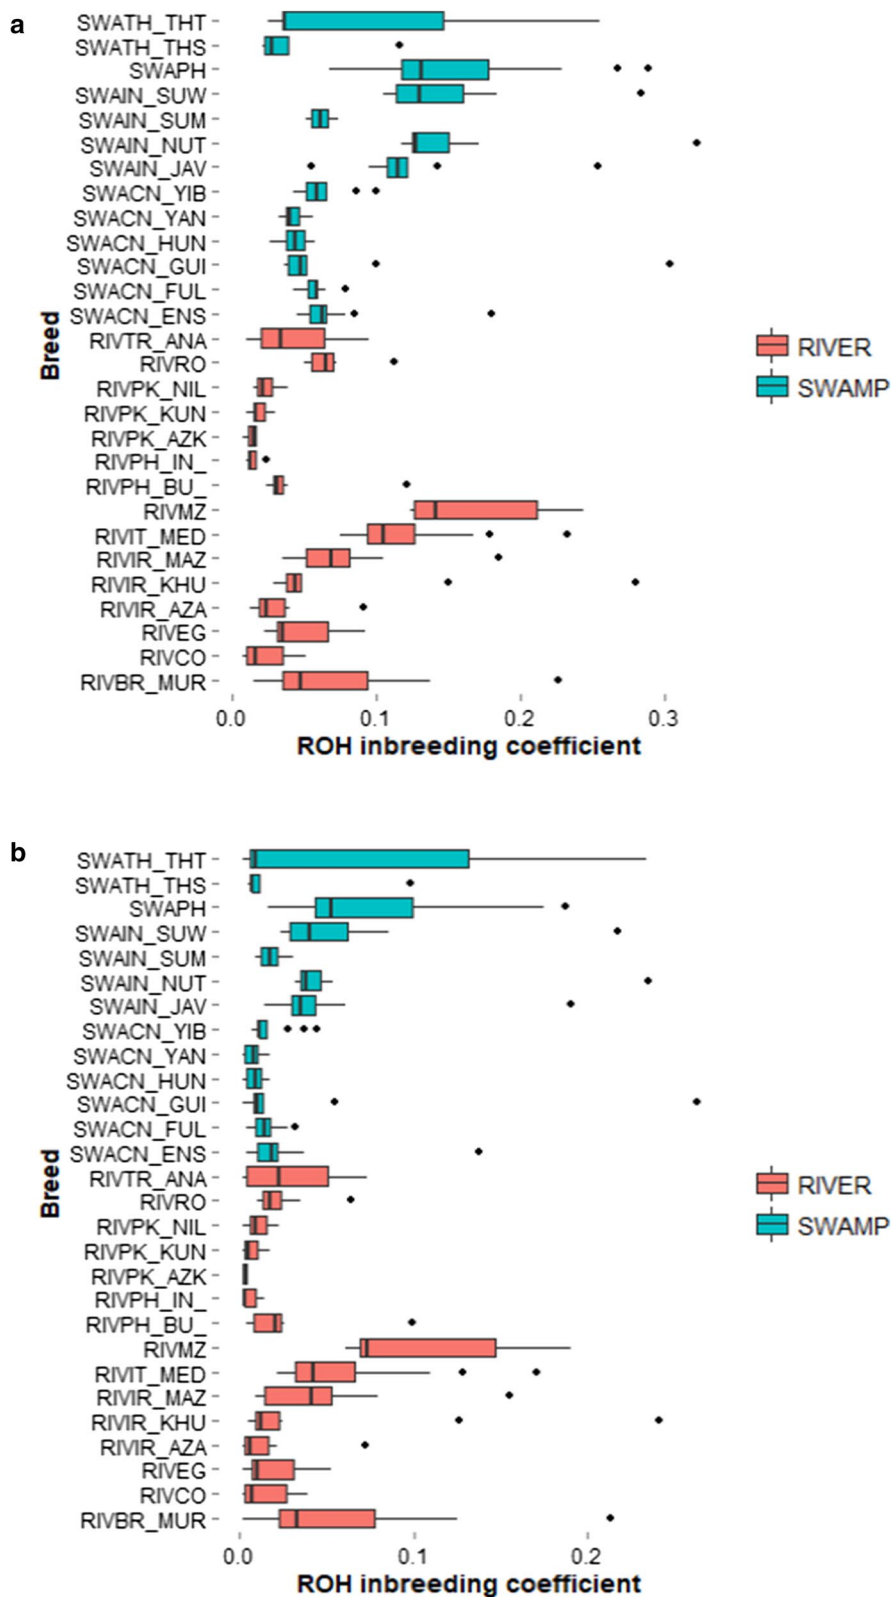 a
SWATH_THT
SWATH_THS
SWAPH
SWAIN_SUW
SWAIN_SUM
SWAIN_NUT
SWAIN_JAV
SWACN_YIB
SWACN_YAN
SWACN_HUN
SWACN_GUI
SWACN_FUL
SWACN_ENS
RIVTR_ANA
RIVRO
RIVPK_NIL
RIVPK_KUN
RIVPK_AZK
RIVPH_IN_
RIVPH_BU_
RIVMZ
RIVIT_MED
RIVIR_MAZ
RIVIR_KHU
RIVIR_AZA
RIVEG
RIVCO
RIVBR_MUR
Breed
0.0 0.1 0.2 0.3
ROH inbreeding coefficient
RIVER
SWAMP
b
SWATH_THT
SWATH_THS
SWAPH
SWAIN_SUW
SWAIN_SUM
SWAIN_NUT
SWAIN_JAV
SWACN_YIB
SWACN_YAN
SWACN_HUN
SWACN_GUI
SWACN_FUL
SWACN_ENS
RIVTR_ANA
RIVRO
RIVPK_NIL
RIVPK_KUN
RIVPK_AZK
RIVPH_IN_
RIVPH_BU_
RIVMZ
RIVIT_MED
RIVIR_MAZ
RIVIR_KHU
RIVIR_AZA
RIVEG
RIVCO
RIVBR_MUR
Breed
0.0 0.1 0.2
ROH inbreeding coefficient
RIVER
SWAMP